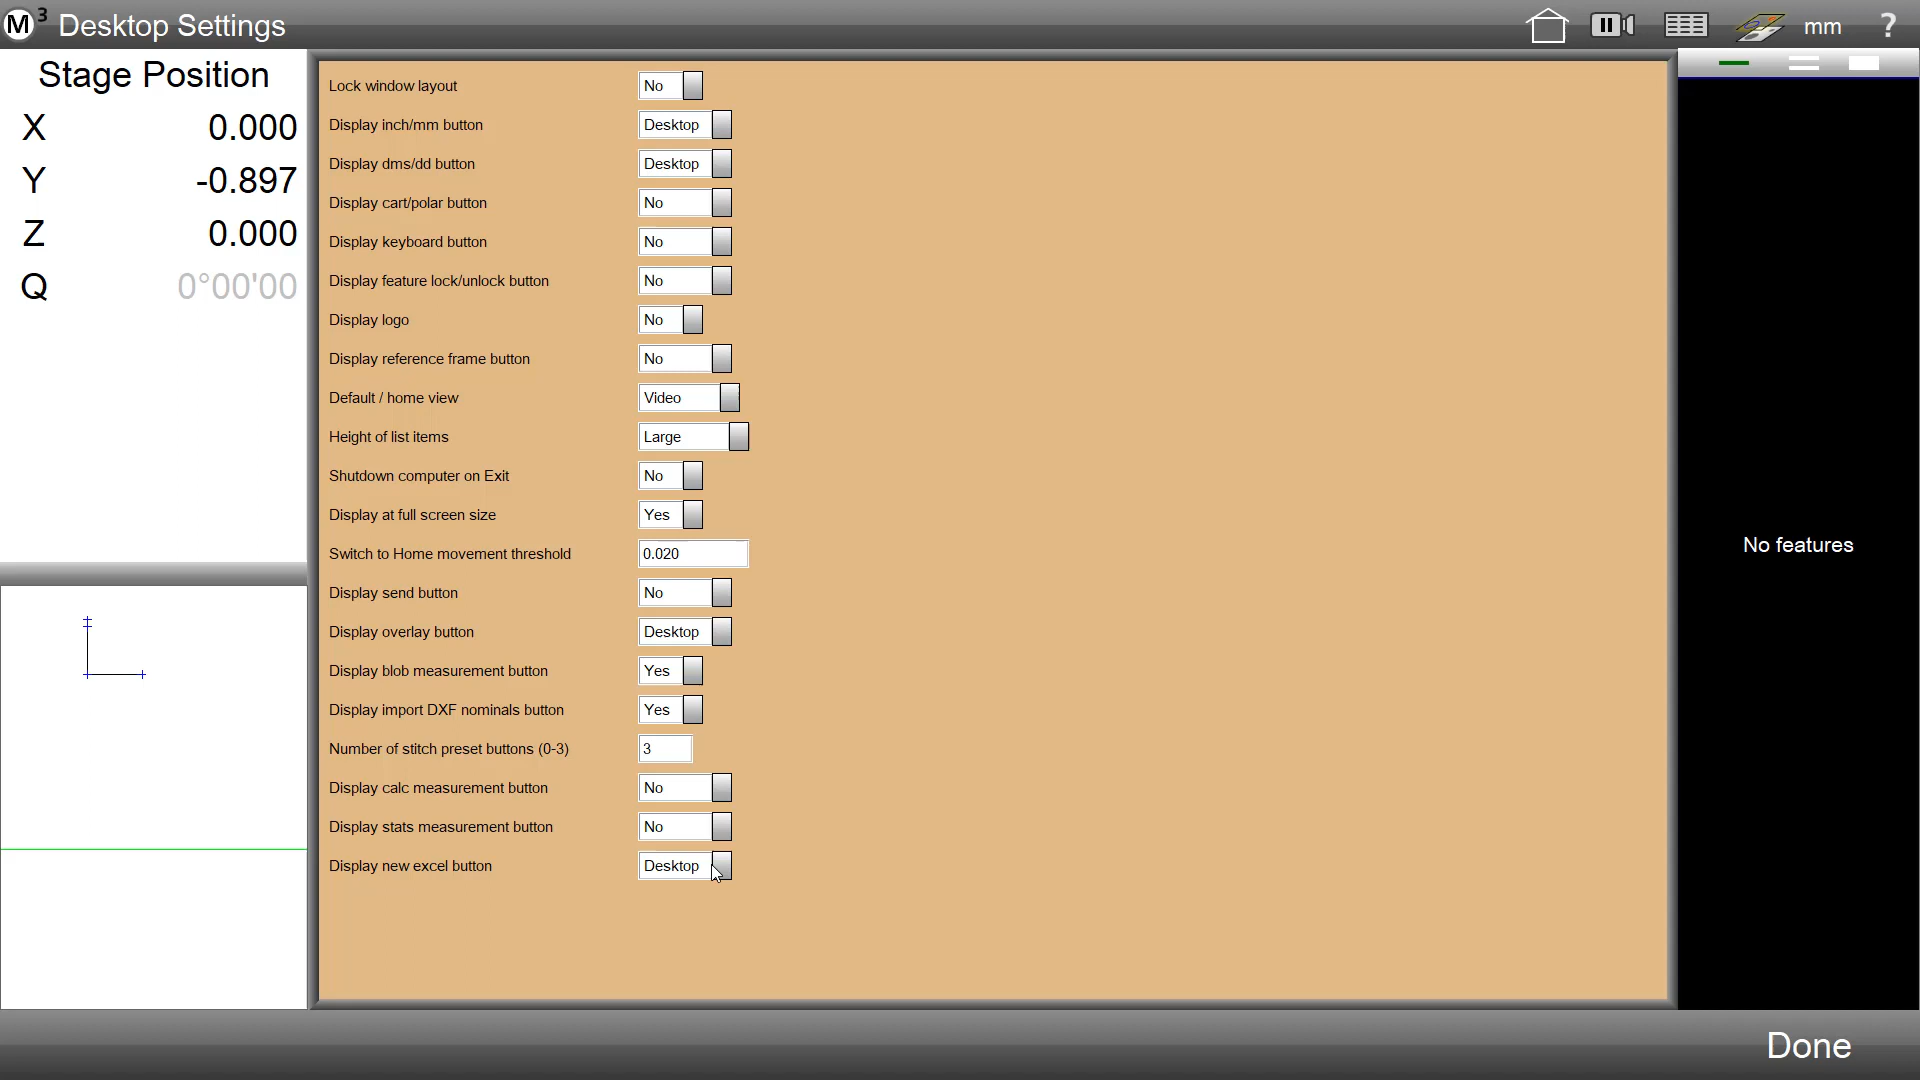 M3 Desktop Settings
mm ?
Stage Position
X 0.000
Y -0.897
Z 0.000
Q 0°00'00
Lock window layout No
Display inch/mm button Desktop
Display dms/dd button Desktop
Display cart/polar button No
Display keyboard button No
Display feature lock/unlock button No
Display logo No
Display reference frame button No
Default / home view Video
Height of list items Large
Shutdown computer on Exit No
Display at full screen size Yes
Switch to Home movement threshold 0.020
Display send button No
Display overlay button Desktop
Display blob measurement button Yes
Display import DXF nominals button Yes
Number of stitch preset buttons (0-3) 3
Display calc measurement button No
Display stats measurement button No
Display new excel button Desktop
No features
Done